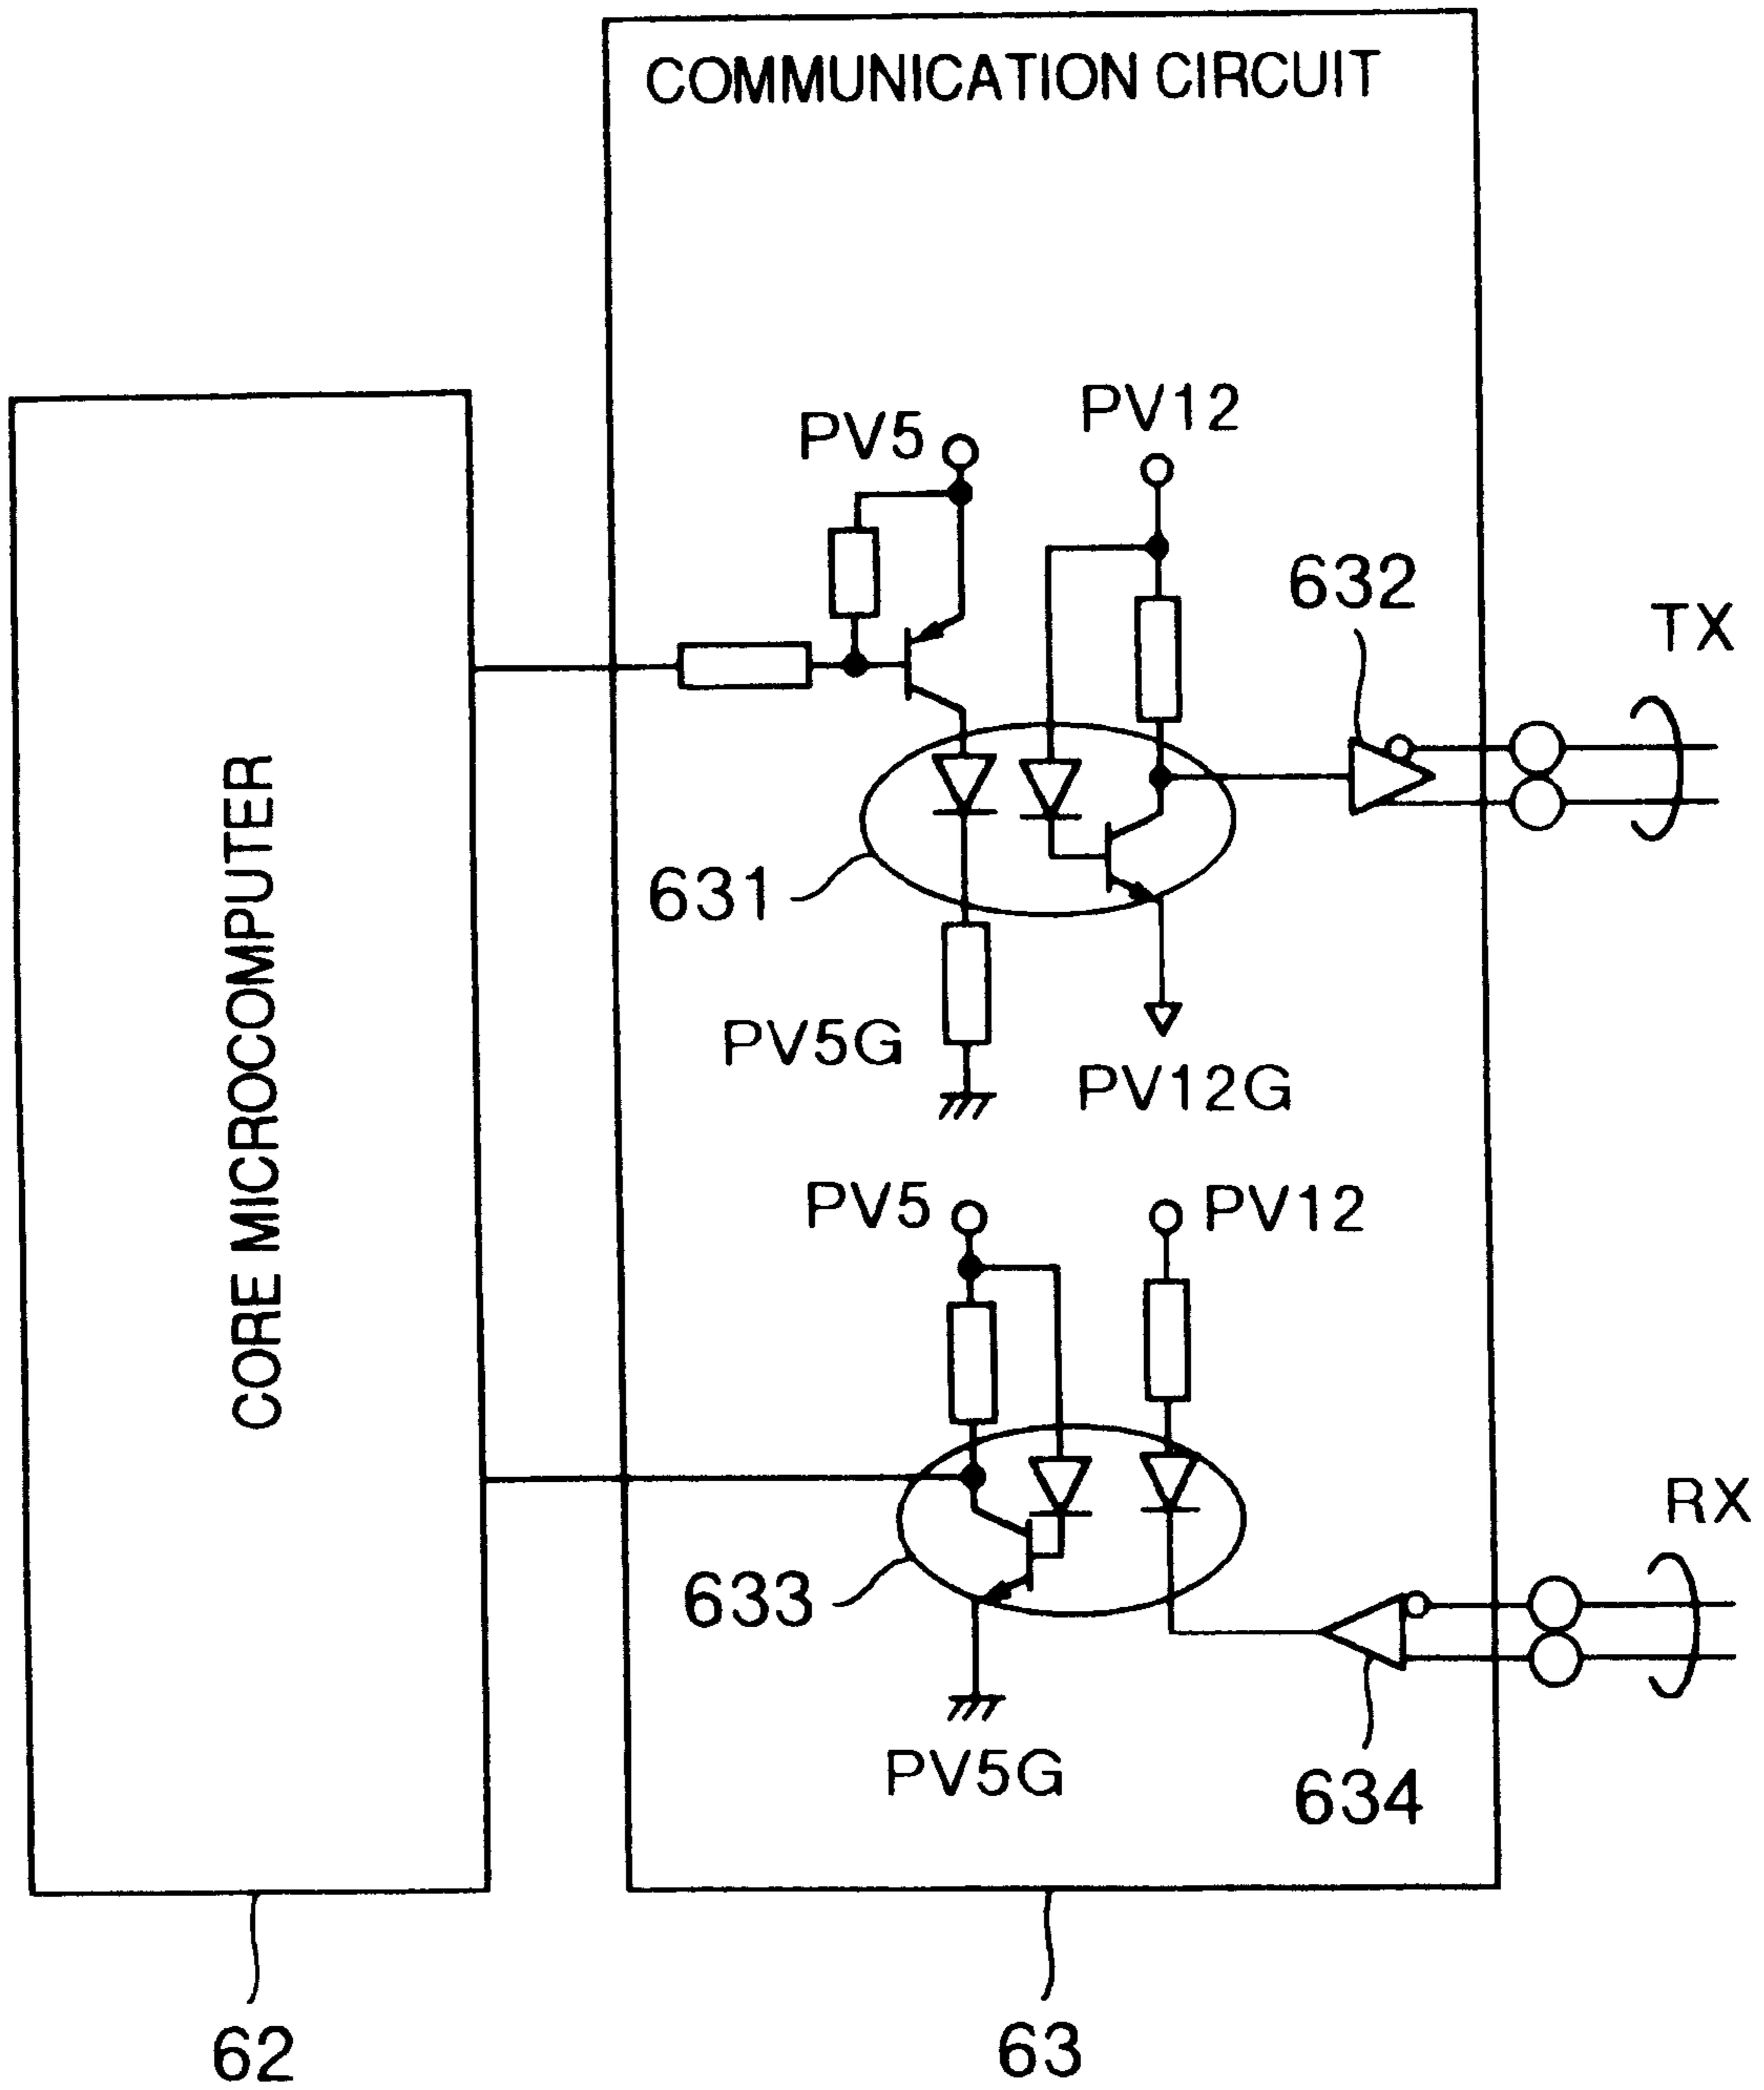 COMMUNICATION CIRCUIT
PV12
PV5
632
TX
CORE MICROCOMPUTER
631
PV5G
PV12G
PV5
PV12
RX
633
PV5G
634
62
63